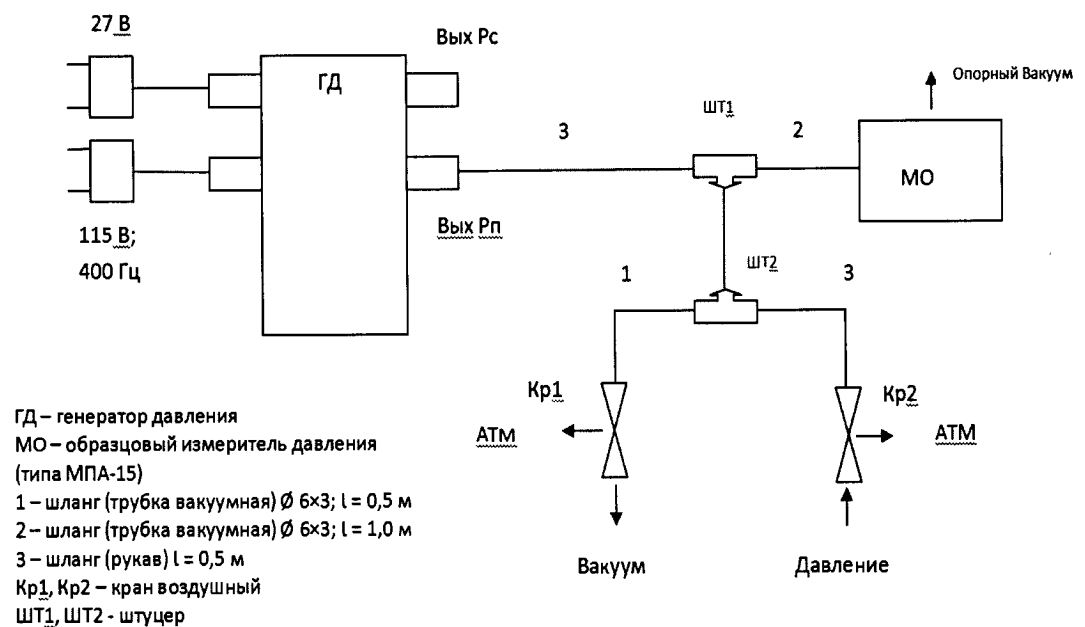 27 В
Вых Рс
ГД
Опорный Вакуум
ШТ1
3
2
МО
Вых Рп
115 В;
400 Гц
ШТ2
1
3
Кр1
Кр2
АТм
АТМ
ГД – генератор давления
МО – образцовый измеритель давления
(типа МПА-15)
1 – шланг (трубка вакуумная) Ø 6×3; l = 0,5 м
2 – шланг (трубка вакуумная) Ø 6×3; l = 1,0 м
3 – шланг (рукав) l = 0,5 м
Кр1, Кр2 – кран воздушный
ШТ1, ШТ2 - штуцер
Вакуум
Давление